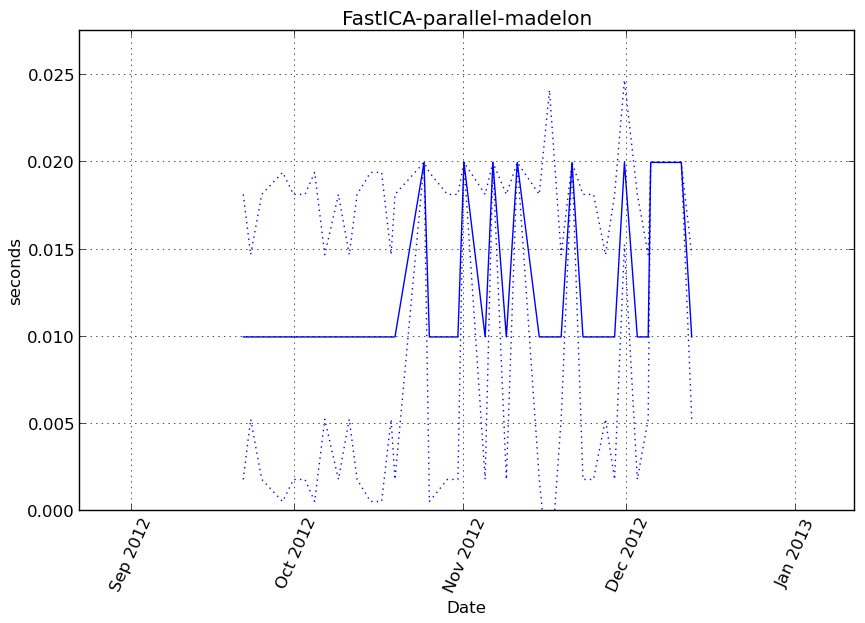 FastICA-parallel-madelon
0.025
0.020
0.015
0.010
0.005
0.000
seconds
Sep 2012
Oct 2012
Nov 2012
Dec 2012
Jan 2013
Date